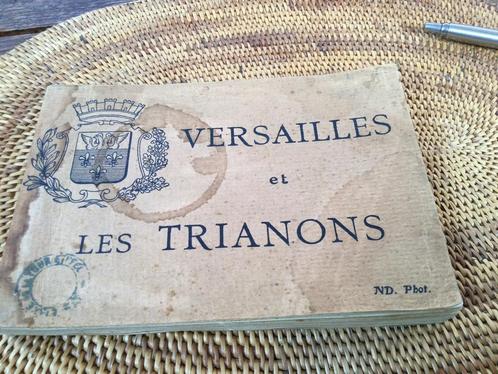 VERSAILLES
et
LES TRIANONS
ND. Phot.